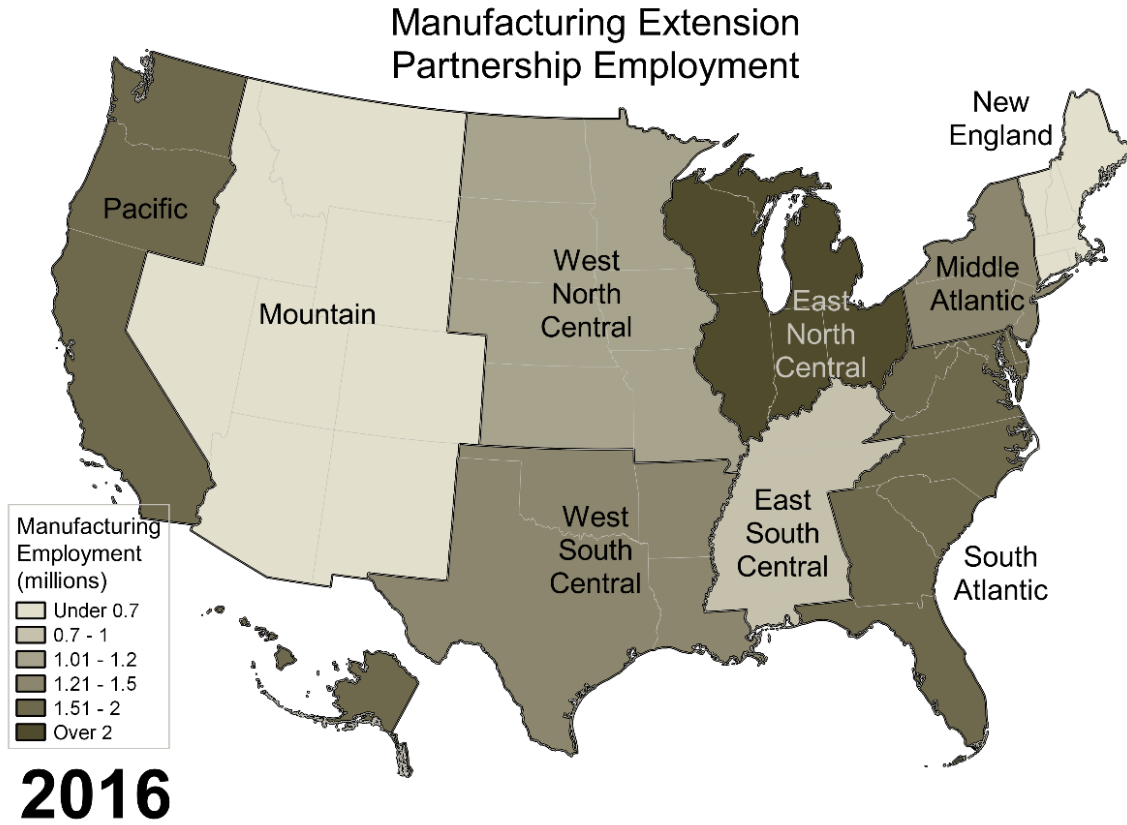 Manufacturing Extension
Partnership Employment
New
England
Pacific
Mountain
West
North
Central
East
North
Central
Middle
Atlantic
West
South
Central
East
South
Central
South
Atlantic
Manufacturing
Employment
(millions)
Under 0.7
0.7 - 1
1.01 - 1.2
1.21 - 1.5
1.51 - 2
Over 2
2016